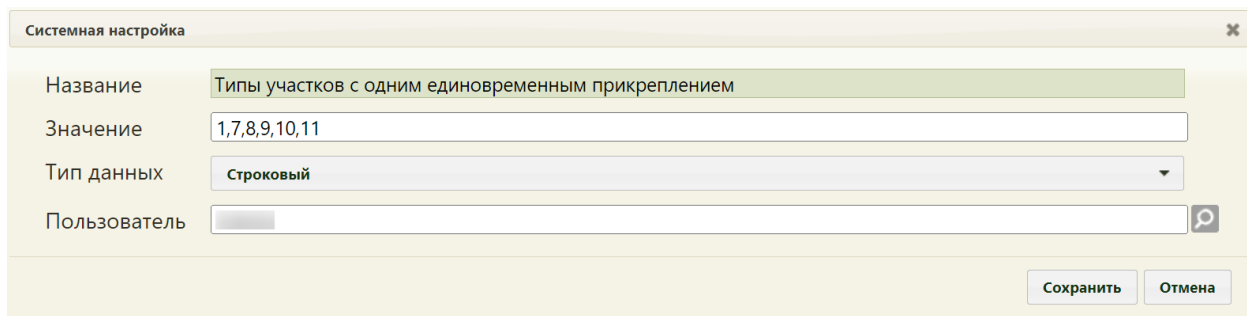 Системная настройка
Название Типы участков с одним единовременным прикреплением
Значение 1,7,8,9,10,11
Тип данных Строковый
Пользователь
Сохранить Отмена